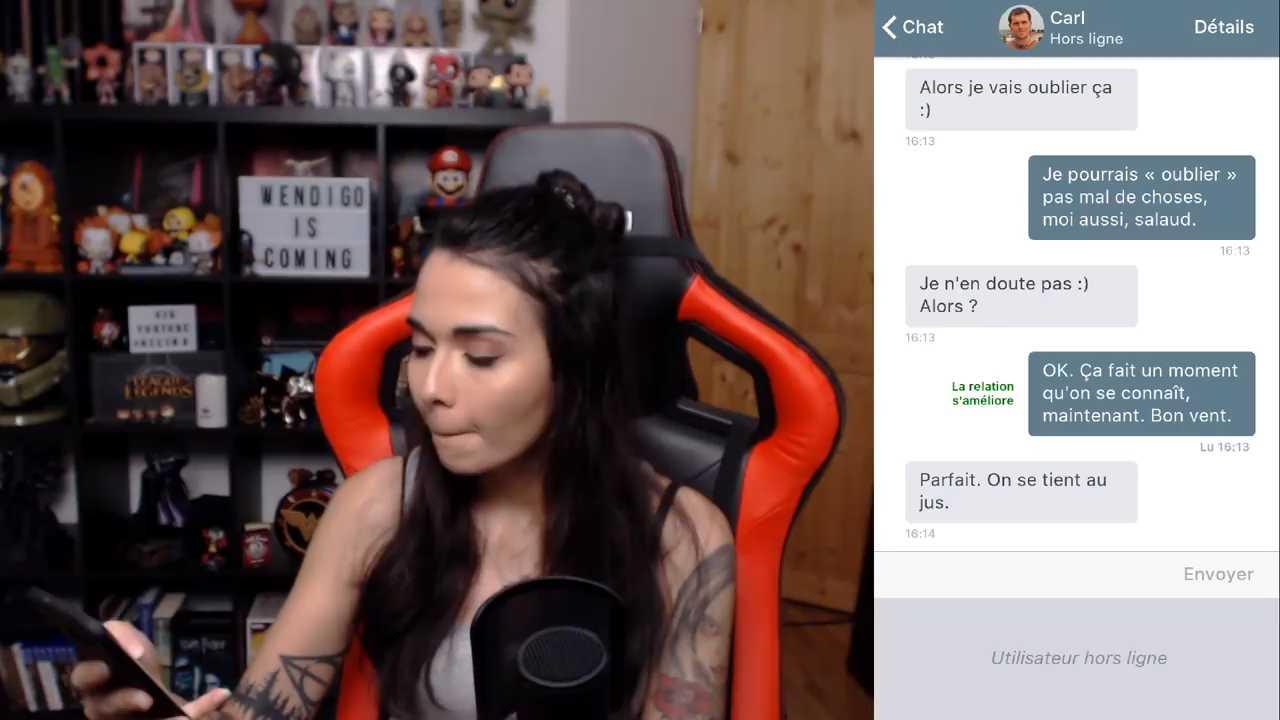 WENDIGO
IS
COMING
YOUTUBE
LEAGUE OF
LEGENDS
Chat
Carl
Hors ligne
Détails
Alors je vais oublier ça
:)
16:13
Je pourrais « oublier »
pas mal de choses,
moi aussi, salaud.
16:13
Je n'en doute pas :)
Alors ?
16:13
La relation
s'améliore
OK. Ça fait un moment
qu'on se connaît,
maintenant. Bon vent.
Lu 16:13
Parfait. On se tient au
jus.
16:14
Envoyer
Utilisateur hors ligne